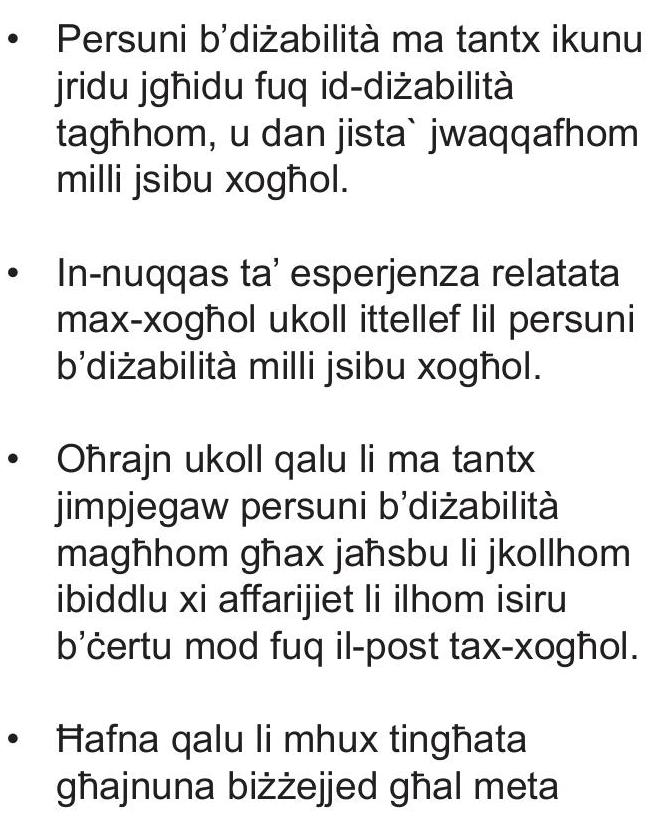 • Persuni b’diżabilità ma tantx ikunu
jridu jgħidu fuq id-diżabilità
tagħhom, u dan jista` jwaqqafhom
milli jsibu xogħol.
• In-nuqqas ta’ esperjenza relatata
max-xogħol ukoll ittellef lil persuni
b’diżabilità milli jsibu xogħol.
• Oħrajn ukoll qalu li ma tantx
jimpjegaw persuni b’diżabilità
magħhom għax jaħsbu li jkollhom
ibiddlu xi affarijiet li ilhom isiru
b’ċertu mod fuq il-post tax-xogħol.
• Ħafna qalu li mhux tingħata
għajnuna biżżejjed għal meta